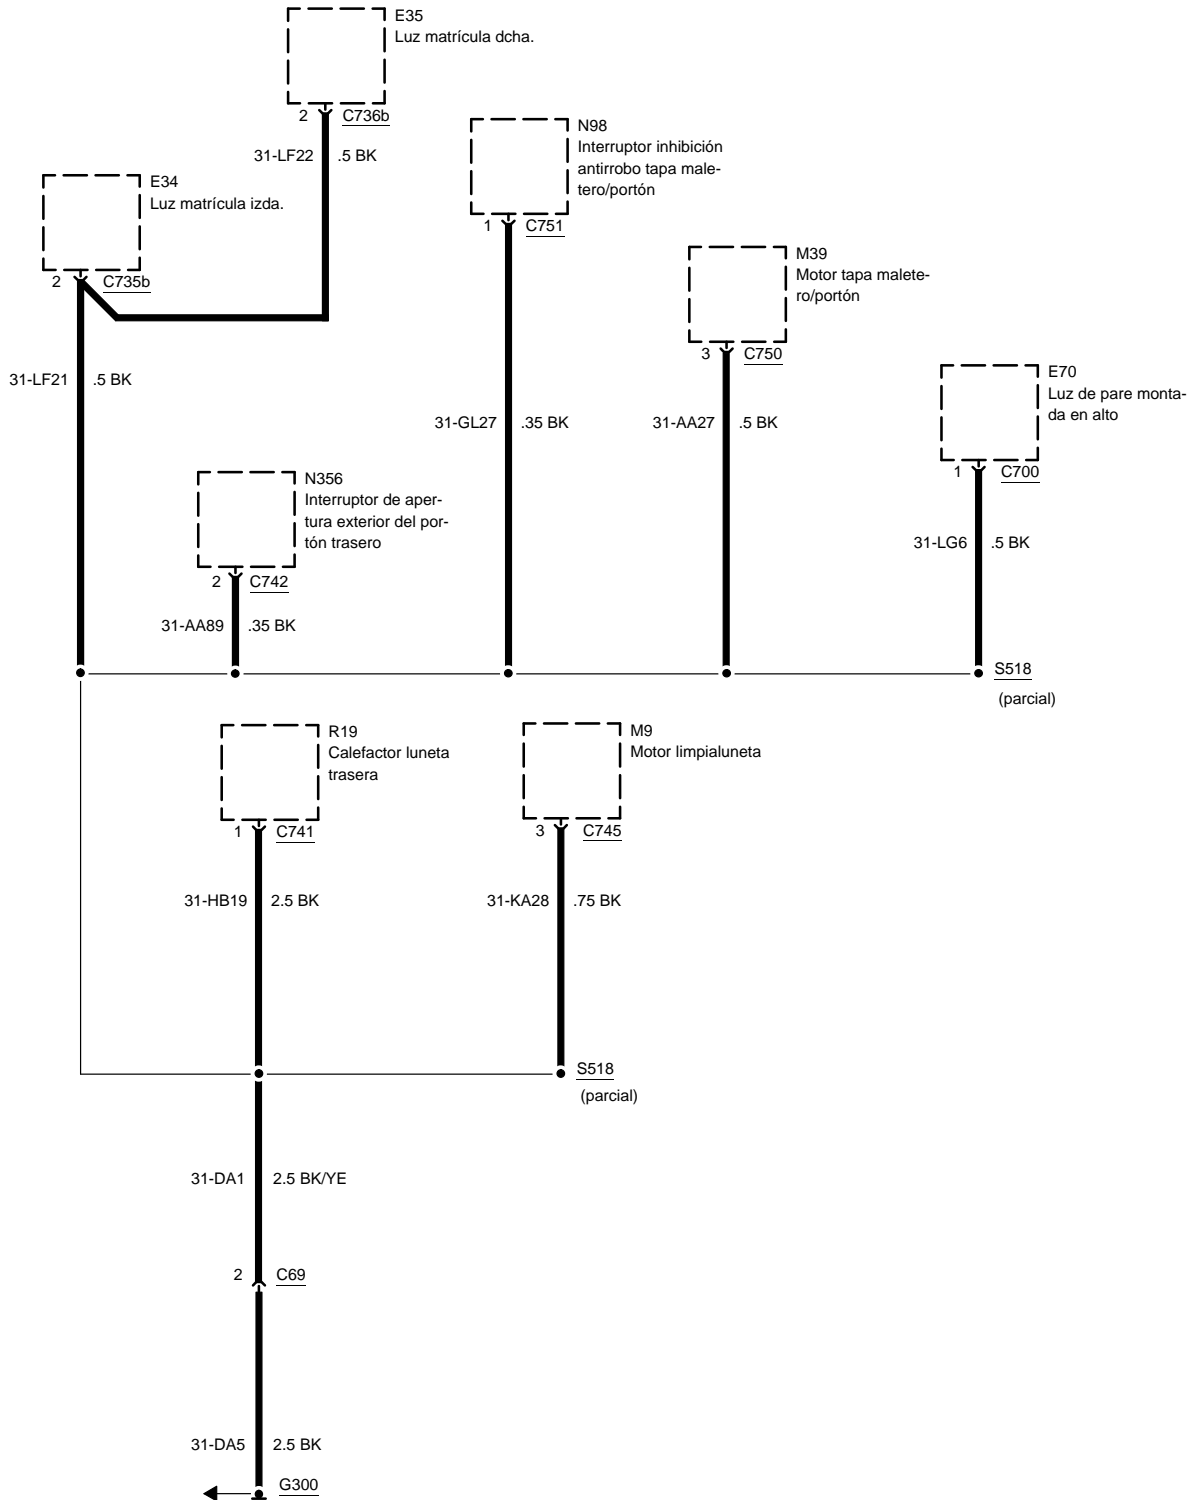 E35
Luz matrícula dcha.
2
C736b
31-LF22
.5 BK
N98
Interruptor inhibición
antirrobo tapa male-
tero/portón
1
C751
E34
Luz matrícula izda.
2
C735b
M39
Motor tapa malete-
ro/portón
3
C750
31-LF21
.5 BK
E70
Luz de pare monta-
da en alto
1
C700
31-GL27
.35 BK
31-AA27
.5 BK
N356
Interruptor de aper-
tura exterior del por-
tón trasero
2
C742
31-LG6
.5 BK
31-AA89
.35 BK
S518
(parcial)
R19
Calefactor luneta
trasera
1
C741
M9
Motor limpialuneta
3
C745
31-HB19
2.5 BK
31-KA28
.75 BK
S518
(parcial)
31-DA1
2.5 BK/YE
2
C69
31-DA5
2.5 BK
G300